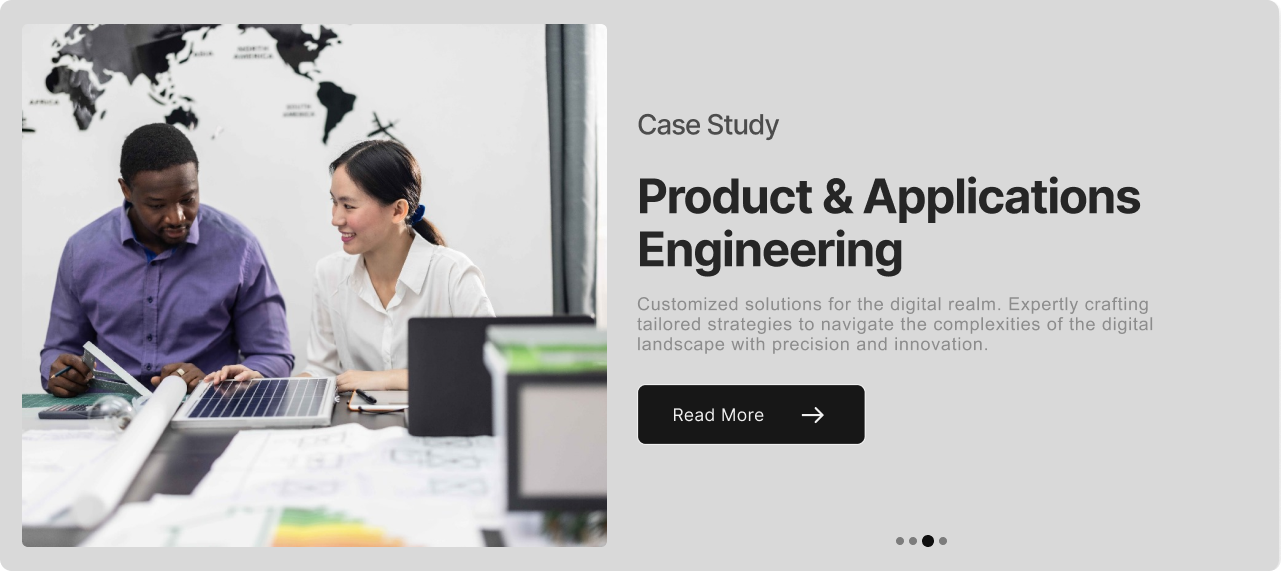 ASIA
NORTH
AMERICA
AFRICA
SOUTH
AMERICA
Case Study
Product & Applications
Engineering
Customized solutions for the digital realm. Expertly crafting
tailored strategies to navigate the complexities of the digital
landscape with precision and innovation.
Read More